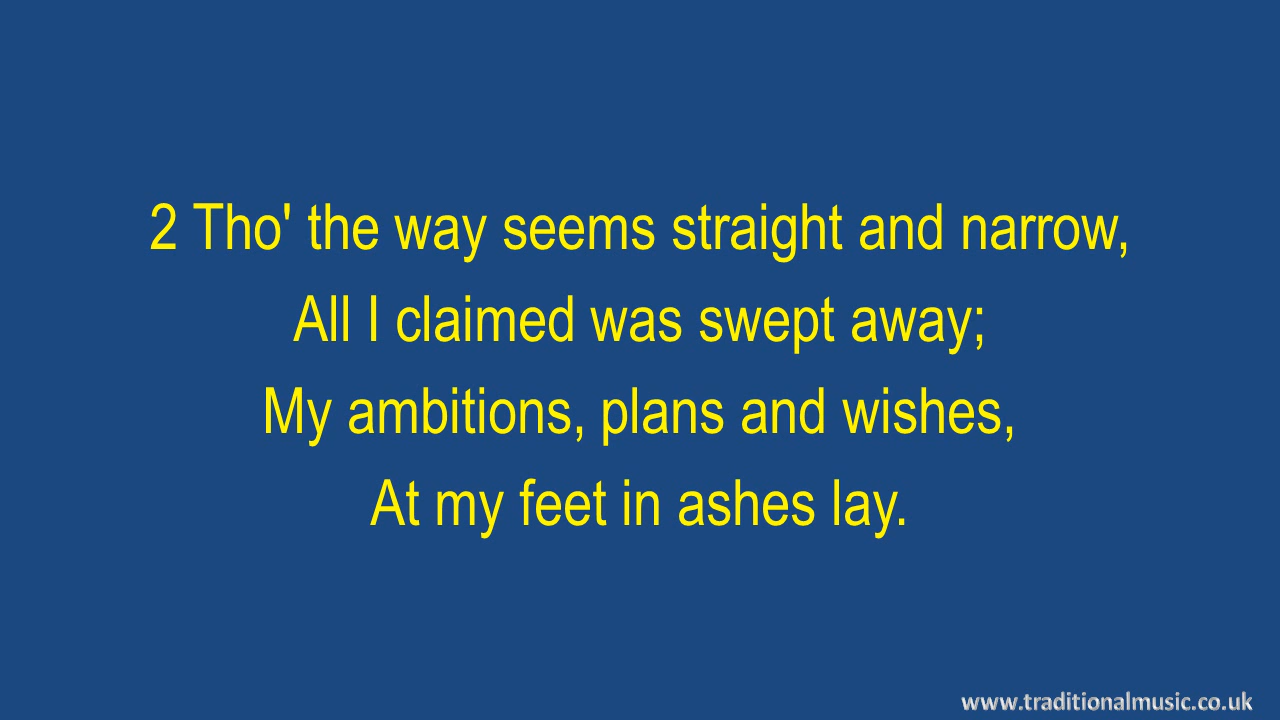 2 Tho' the way seems straight and narrow,
All I claimed was swept away;
My ambitions, plans and wishes,
At my feet in ashes lay.
www.traditionalmusic.co.uk